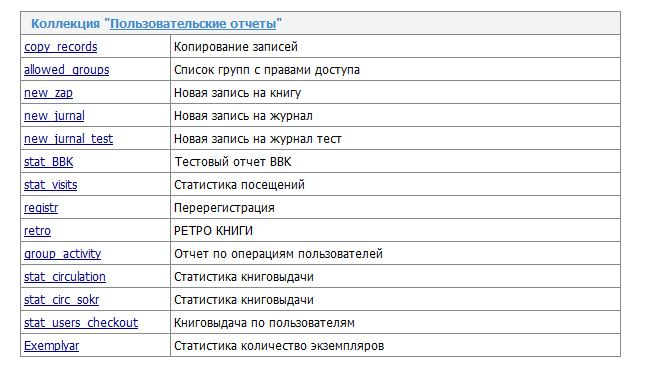 Коллекция "Пользовательские отчеты"
copy_records Копирование записей
allowed_groups Список групп с правами доступа
new_zap Новая запись на книгу
new_jurnal Новая запись на журнал
new_jurnal_test Новая запись на журнал тест
stat_BBK Тестовый отчет BBK
stat_visits Статистика посещений
registr Перерегистрация
retro РЕТРО КНИГИ
group_activity Отчет по операциям пользователей
stat_circulation Статистика книговыдачи
stat_circ_sokr Статистика книговыдачи
stat_users_checkout Книговыдача по пользователям
Exemplyar Статистика количество экземпляров